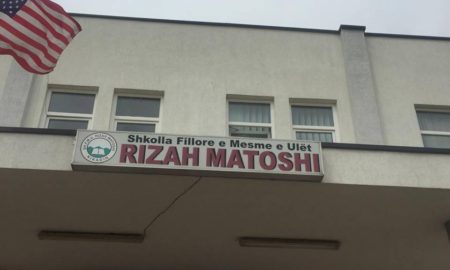 Shkolla Fillore e Mesme e Ulët
RIZAH MATOSHI